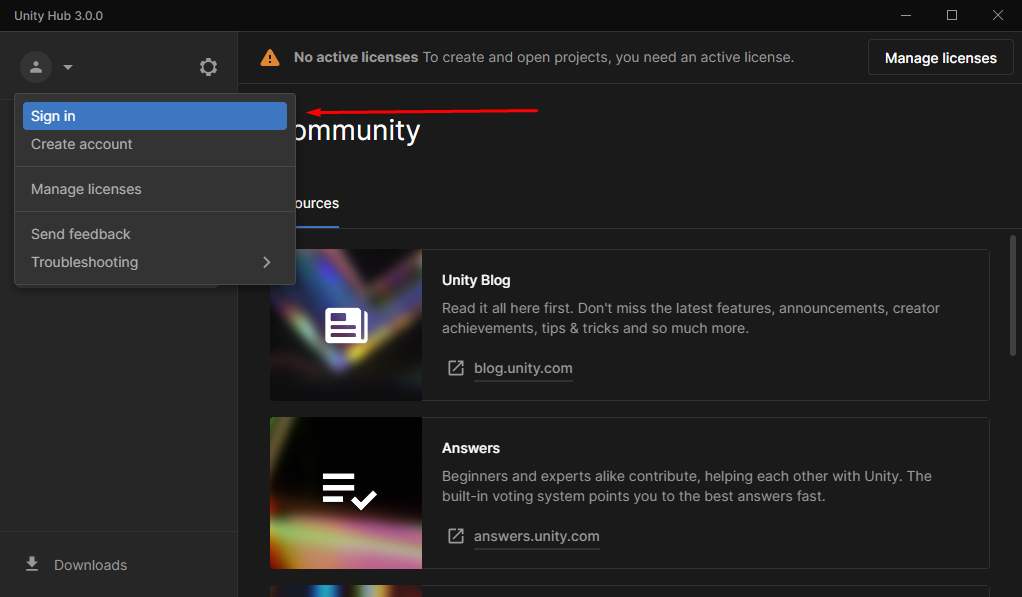 Unity Hub 3.0.0
No active licenses To create and open projects, you need an active license.
Manage licenses
Sign in
Create account
Manage licenses
Send feedback
Troubleshooting
ommunity
ources
Unity Blog
Read it all here first. Don't miss the latest features, announcements, creator
achievements, tips & tricks and so much more.
blog.unity.com
Answers
Beginners and experts alike contribute, helping each other with Unity. The
built-in voting system points you to the best answers fast.
answers.unity.com
Downloads